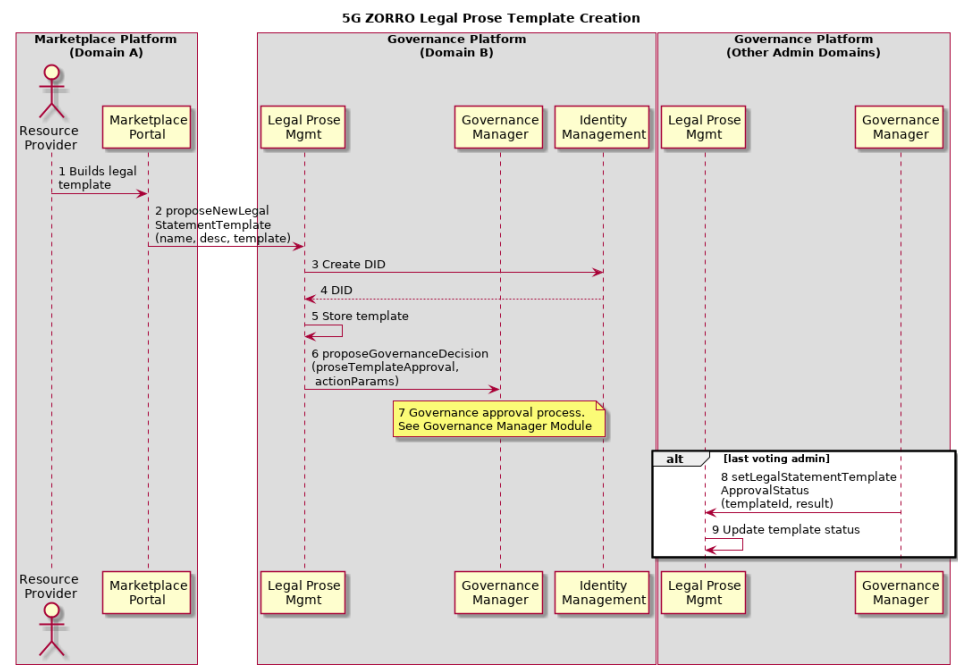 5G ZORRO Legal Prose Template Creation
Marketplace Platform
(Domain A)
Governance Platform
(Domain B)
Governance Platform
(Other Admin Domains)
Resource
Provider
Marketplace
Portal
Legal Prose
Mgmt
Governance
Manager
Identity
Management
Legal Prose
Mgmt
Governance
Manager
1 Builds legal
template
2 proposeNewLegal
StatementTemplate
(name, desc, template)
3 Create DID
4 DID
5 Store template
6 proposeGovernanceDecision
(proseTemplateApproval,
actionParams)
7 Governance approval process.
See Governance Manager Module
alt
[last voting admin]
8 setLegalStatementTemplate
ApprovalStatus
(templateId, result)
9 Update template status
Resource
Provider
Marketplace
Portal
Legal Prose
Mgmt
Governance
Manager
Identity
Management
Legal Prose
Mgmt
Governance
Manager